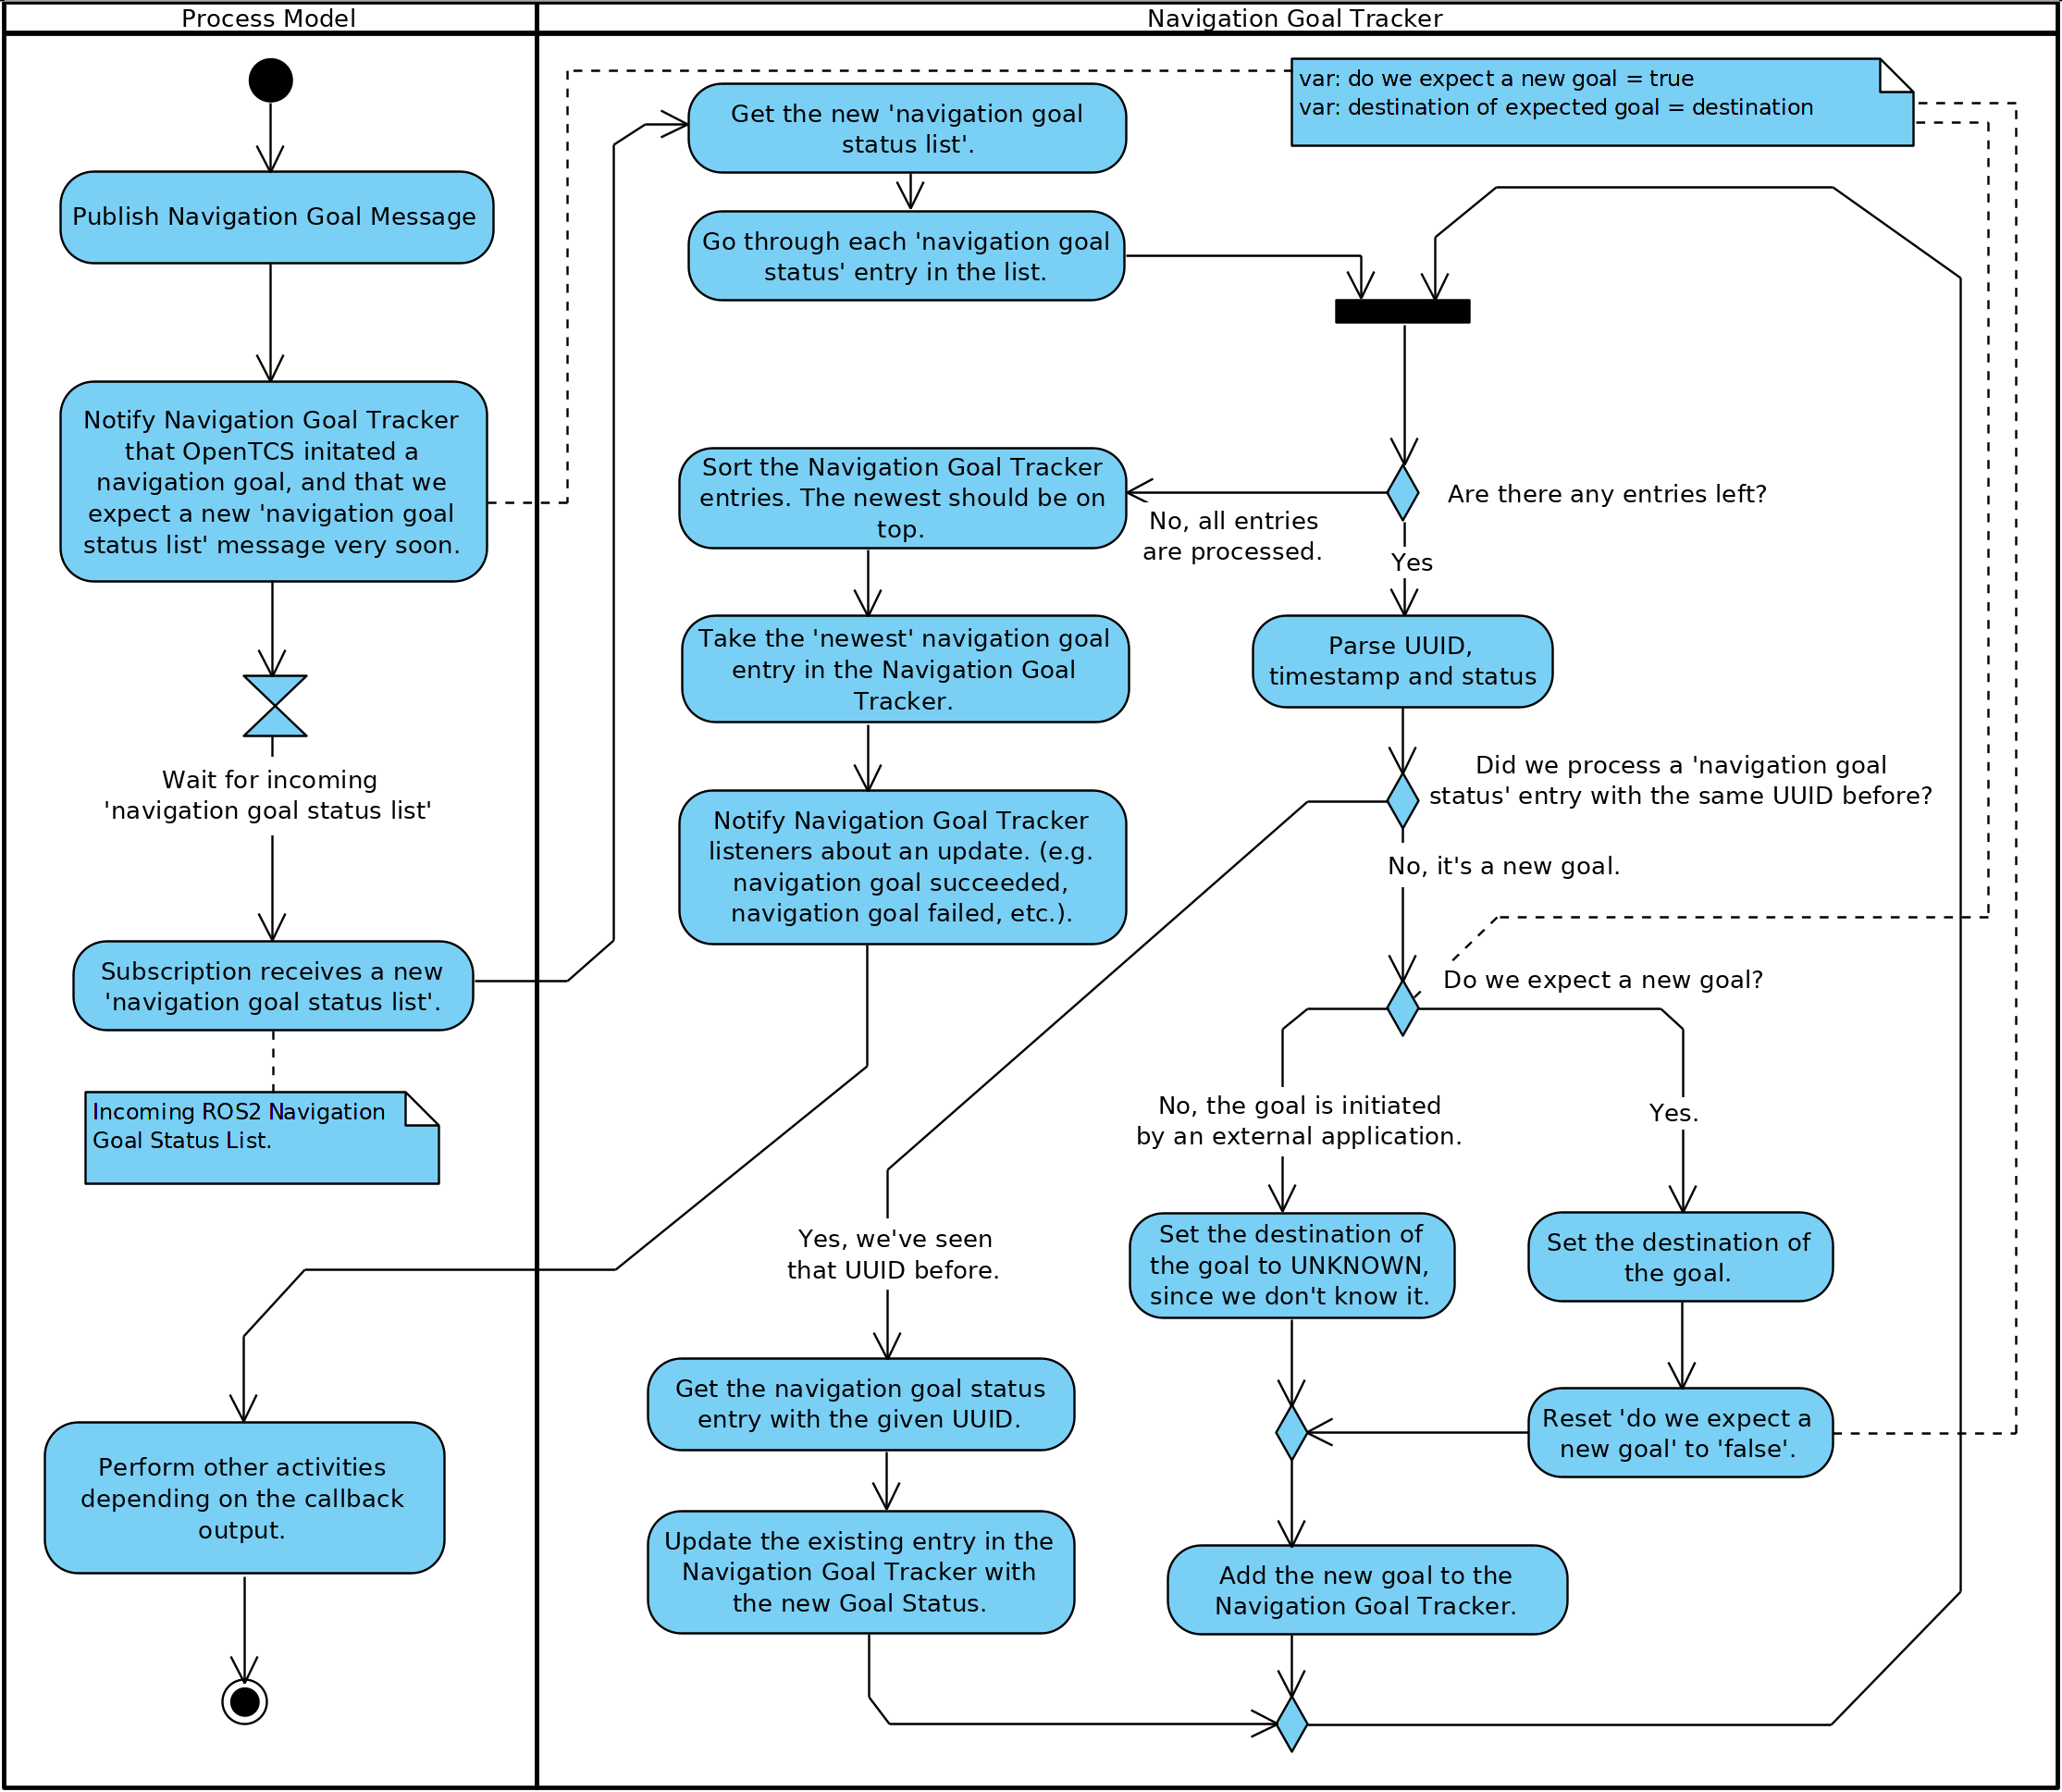 Process Model
Navigation Goal Tracker
Publish Navigation Goal Message
Notify Navigation Goal Tracker
that OpenTCS initated a
navigation goal, and that we
expect a new 'navigation goal
status list' message very soon.
Wait for incoming
'navigation goal status list'
Subscription receives a new
'navigation goal status list'.
Incoming ROS2 Navigation
Goal Status List.
Perform other activities
depending on the callback
output.
var: do we expect a new goal = true
var: destination of expected goal = destination
Get the new 'navigation goal
status list'.
Go through each 'navigation goal
status' entry in the list.
Are there any entries left?
No, all entries
are processed.
Yes
Sort the Navigation Goal Tracker
entries. The newest should be on
top.
Take the 'newest' navigation goal
entry in the Navigation Goal
Tracker.
Notify Navigation Goal Tracker
listeners about an update. (e.g.
navigation goal succeeded,
navigation goal failed, etc.).
Parse UUID,
timestamp and status
Did we process a 'navigation goal
status' entry with the same UUID before?
No, it's a new goal.
Do we expect a new goal?
No, the goal is initiated
by an external application.
Yes.
Yes, we've seen
that UUID before.
Set the destination of
the goal to UNKNOWN,
since we don't know it.
Set the destination of
the goal.
Get the navigation goal status
entry with the given UUID.
Reset 'do we expect a
new goal' to 'false'.
Update the existing entry in the
Navigation Goal Tracker with
the new Goal Status.
Add the new goal to the
Navigation Goal Tracker.